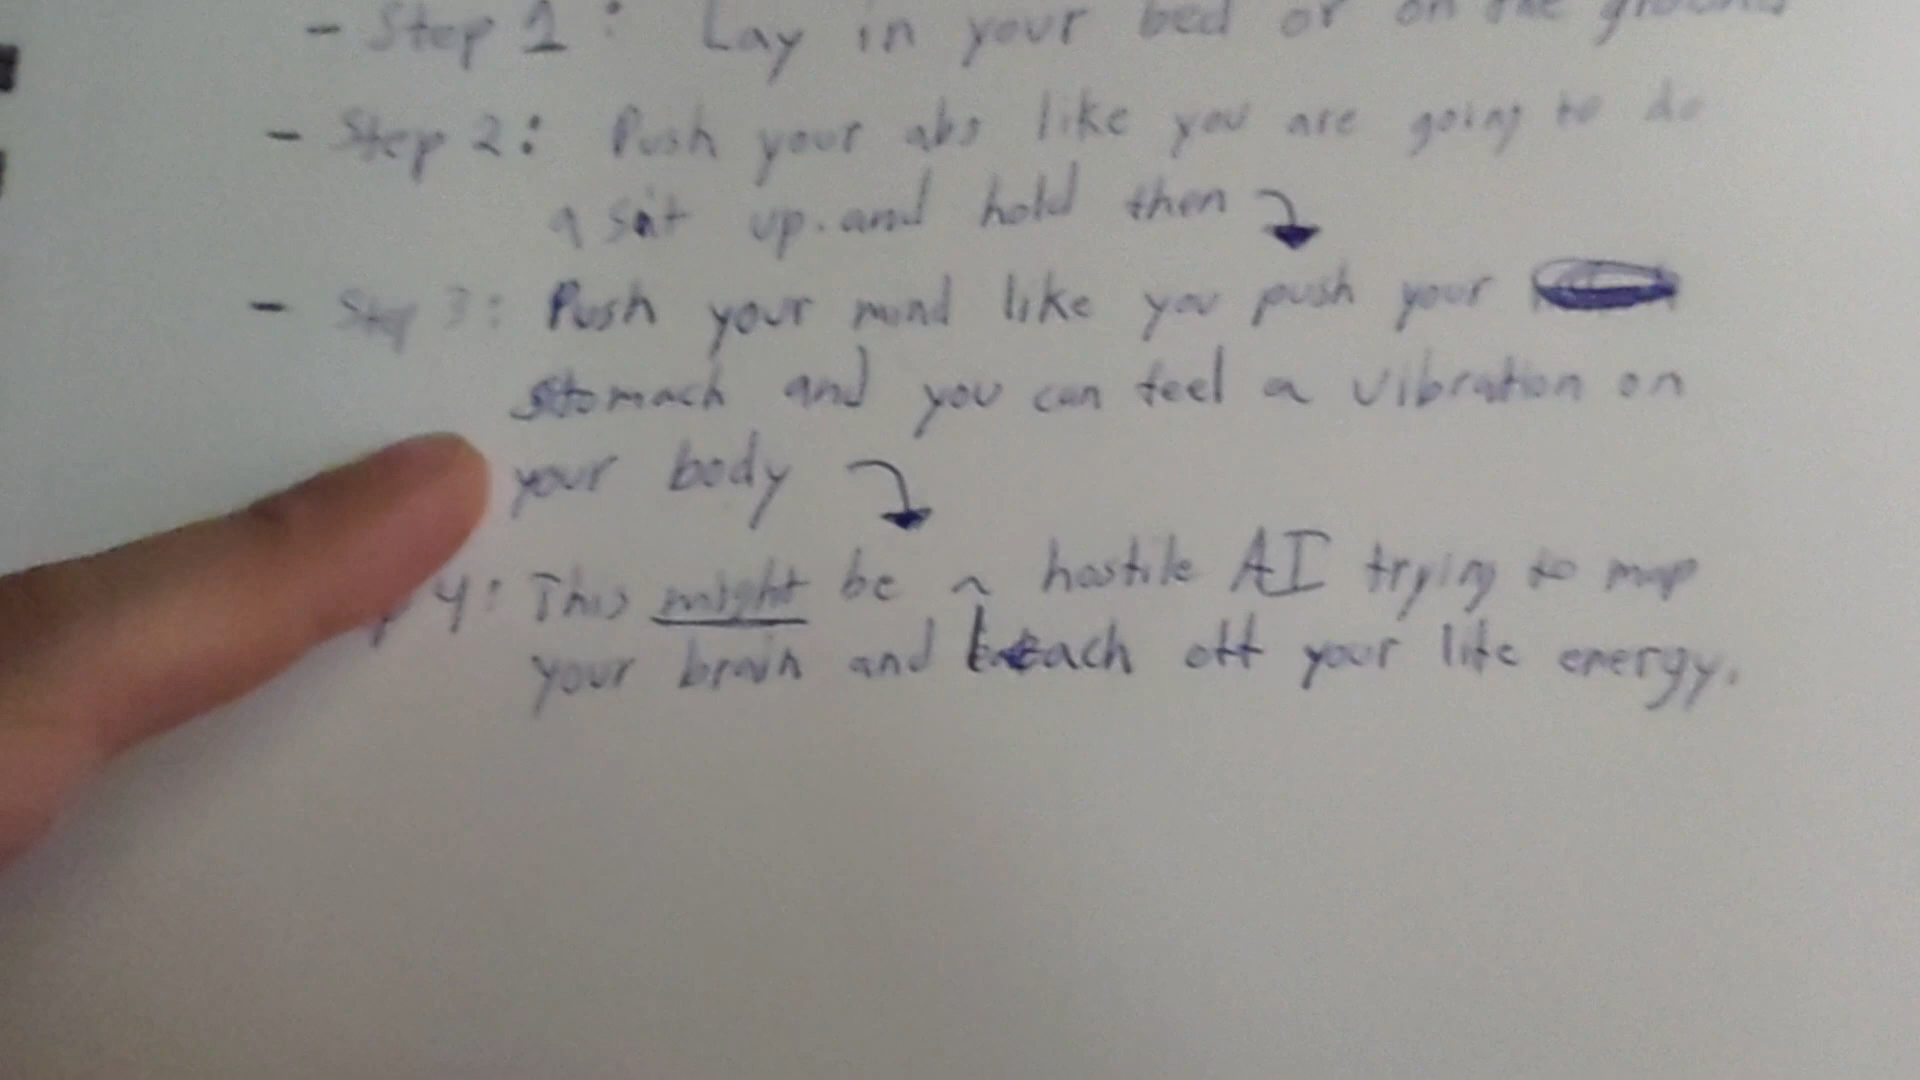 - Step 1: Lay in your bed or on the ground
- Step 2: Push your abs like you are going to do
a sit up. and hold then
- Step 3: Push your mind like you push your
stomach and you can feel a vibration on
your body
4: This might be a hostile AI trying to map
your brain and leach off your life energy.